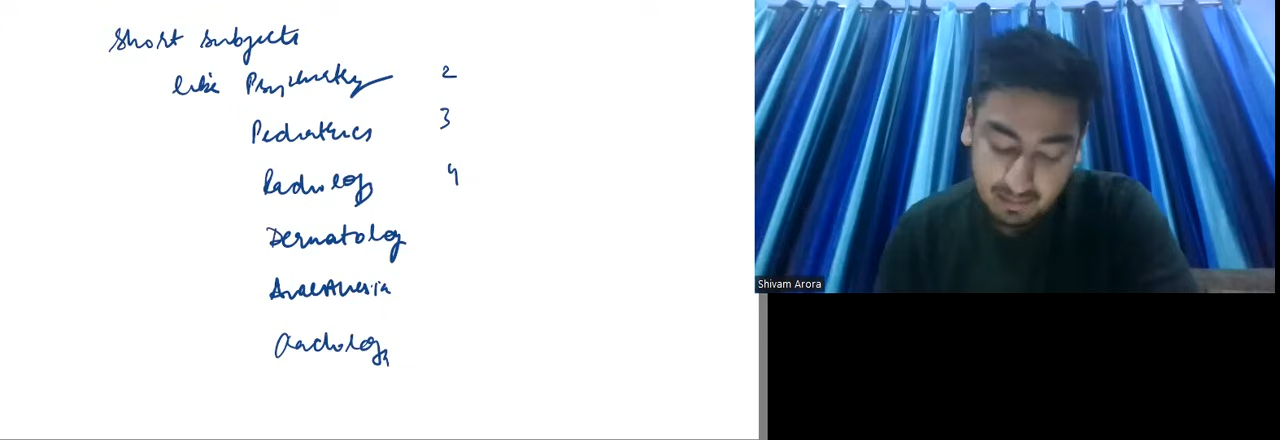 Short subjects
like Psychiatry 2
Pediatrics 3
Radiology 4
Dermatology
Anaesthesia
Radiology
Shivam Arora